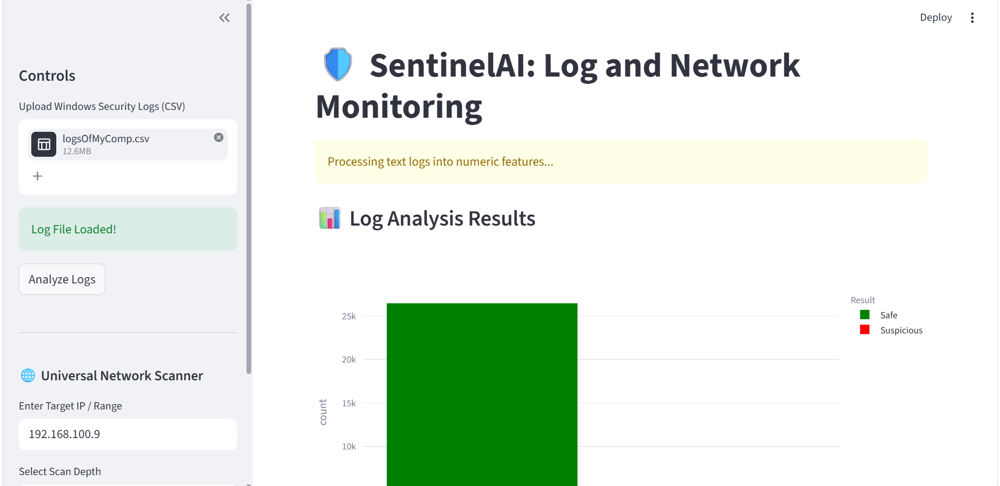 Deploy
Controls
Upload Windows Security Logs (CSV)
logsOfMyComp.csv
12.6MB
Log File Loaded!
Analyze Logs
Universal Network Scanner
Enter Target IP / Range
192.168.100.9
Select Scan Depth
SentinelAI: Log and Network
Monitoring
Processing text logs into numeric features...
Log Analysis Results
Result
Safe
Suspicious
25k
20k
15k
10k
count